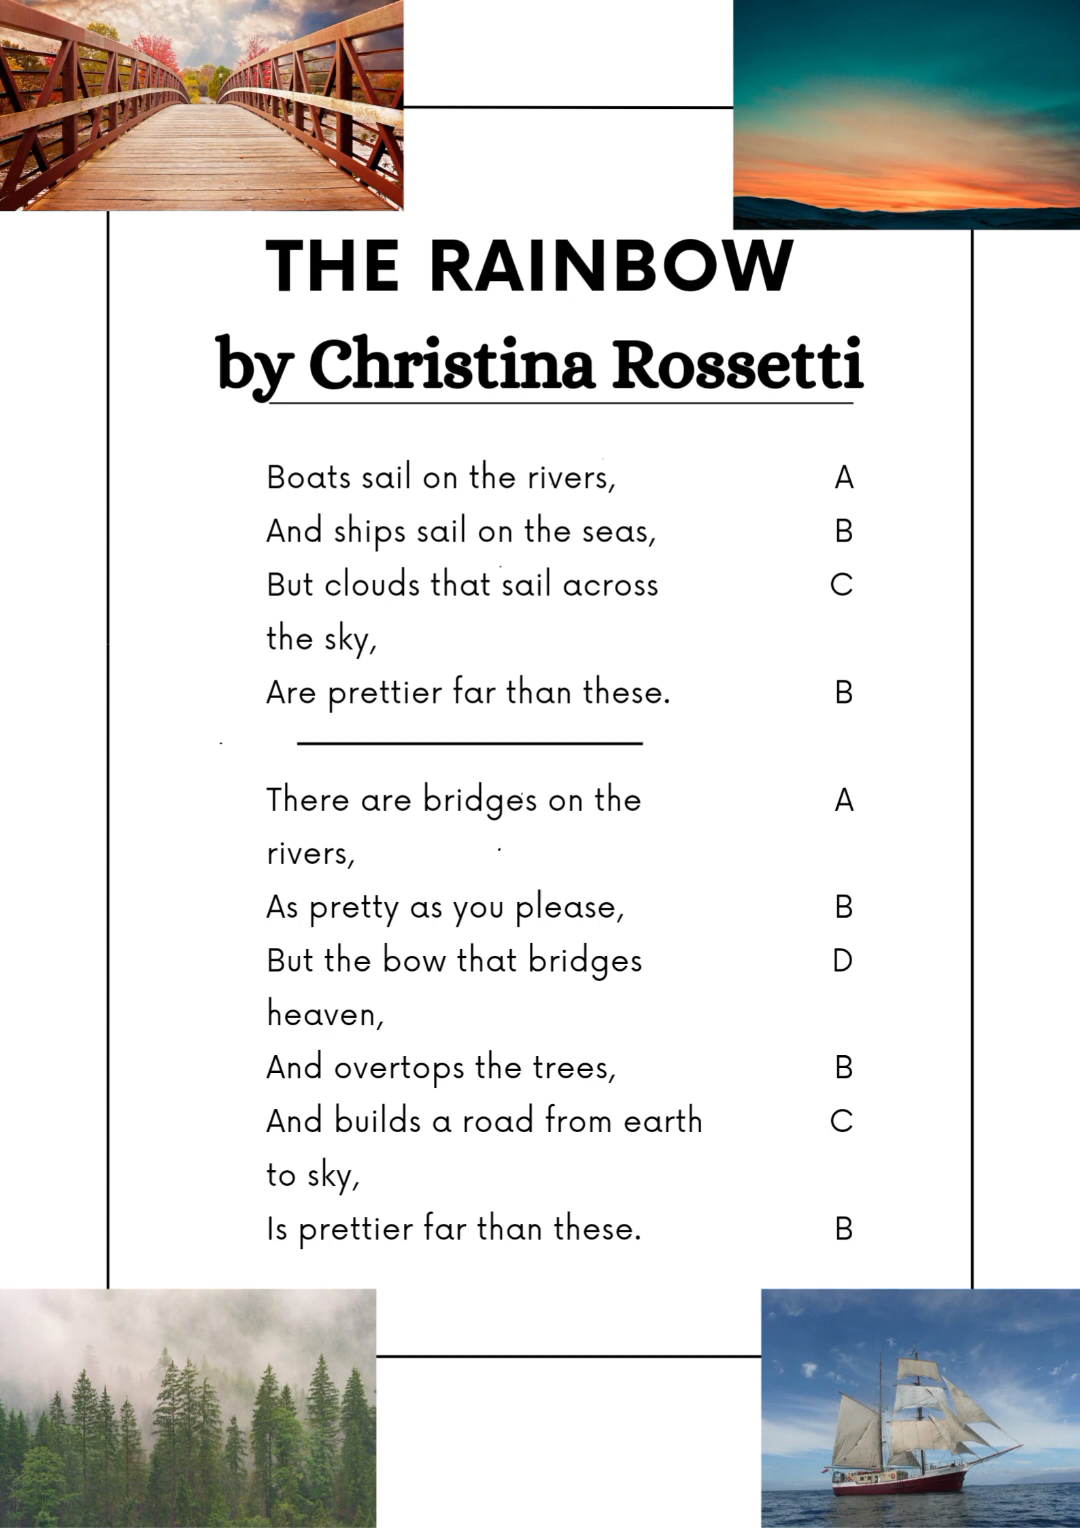 THE RAINBOW
by Christina Rossetti
Boats sail on the rivers, A
And ships sail on the seas, B
But clouds that sail across C
the sky,
Are prettier far than these. B
There are bridges on the A
rivers,
As pretty as you please, B
But the bow that bridges D
heaven,
And overtops the trees, B
And builds a road from earth C
to sky,
Is prettier far than these. B